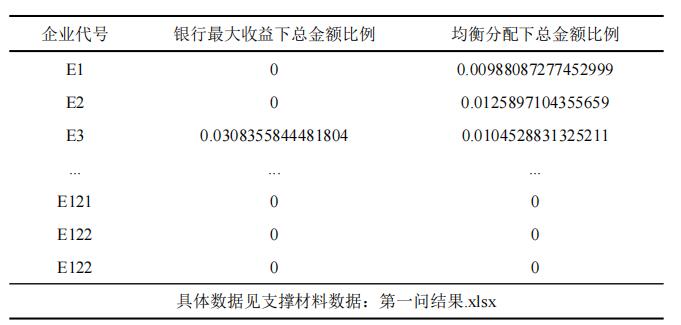 企业代号 银行最大收益下总金额比例 均衡分配下总金额比例
E1 0 0.00988087277452999
E2 0 0.0125897104355659
E3 0.0308355844481804 0.0104528831325211
... ... ...
E121 0 0
E122 0 0
E122 0 0
具体数据见支撑材料数据：第一问结果.xlsx